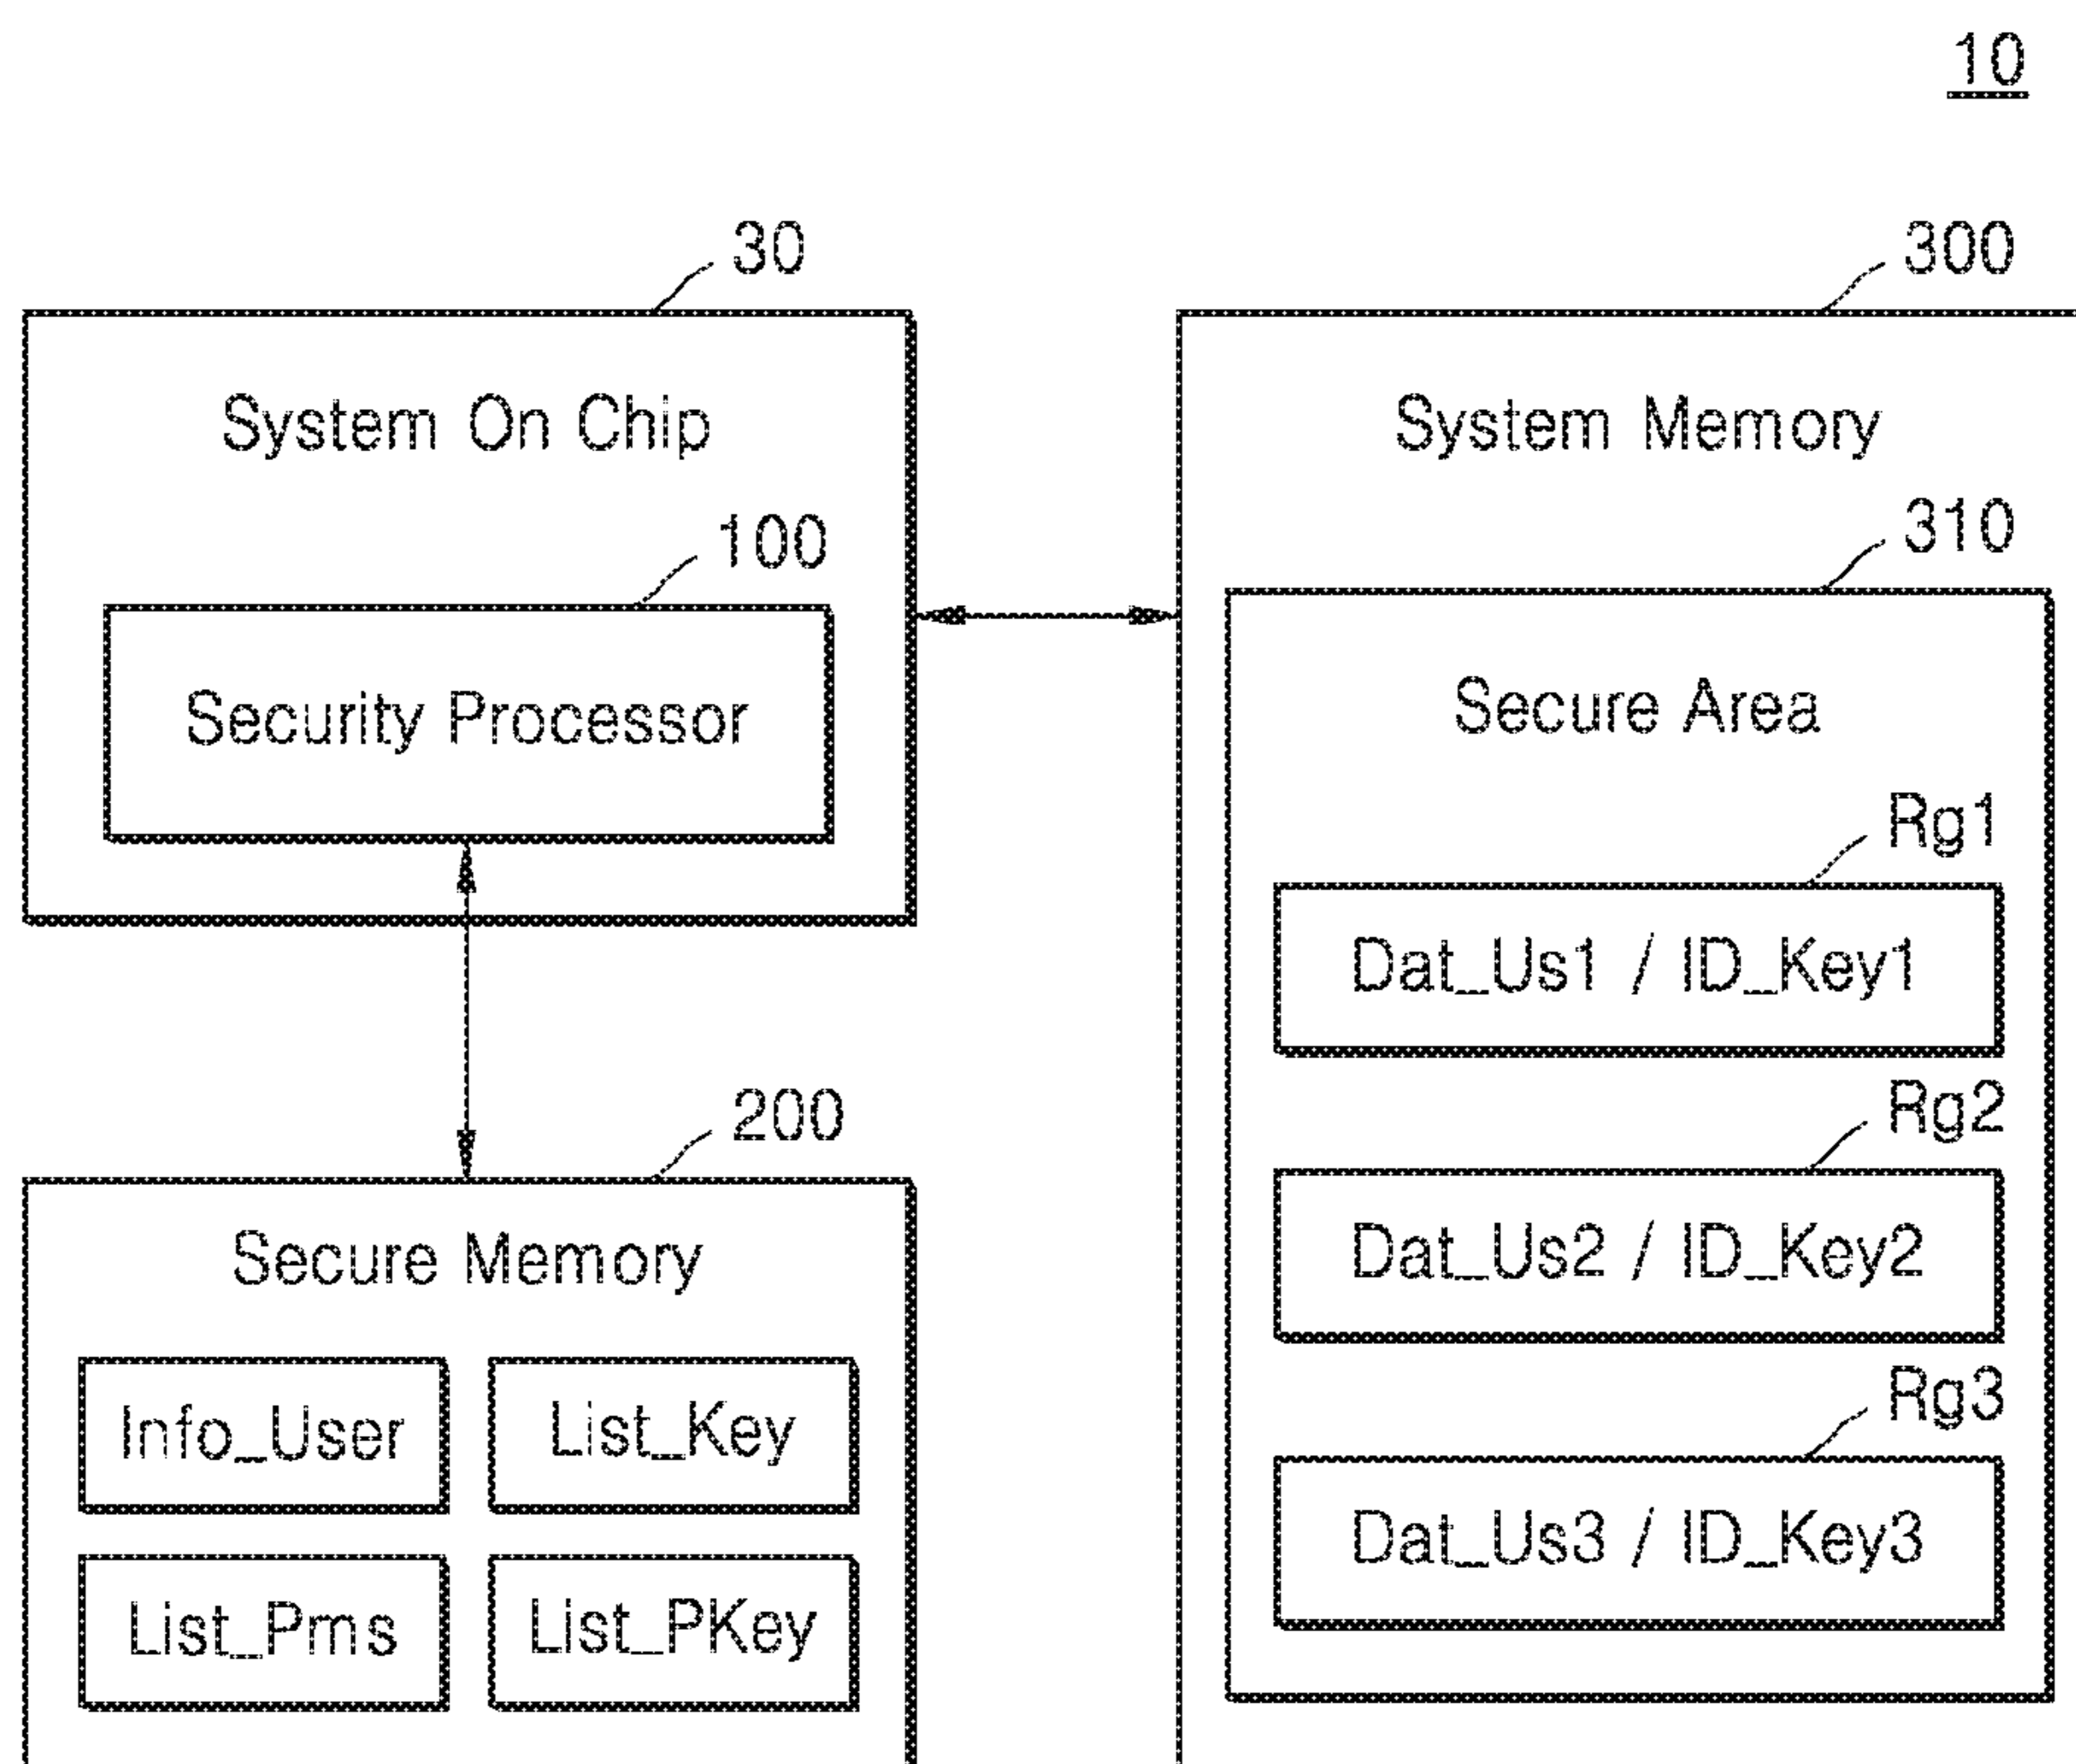 10
30
System On Chip
100
Security Processor
200
Secure Memory
Info_User
List_Key
List_Pms
List_PKey
300
System Memory
310
Secure Area
Rg1
Dat_Us1 / ID_Key1
Rg2
Dat_Us2 / ID_Key2
Rg3
Dat_Us3 / ID_Key3